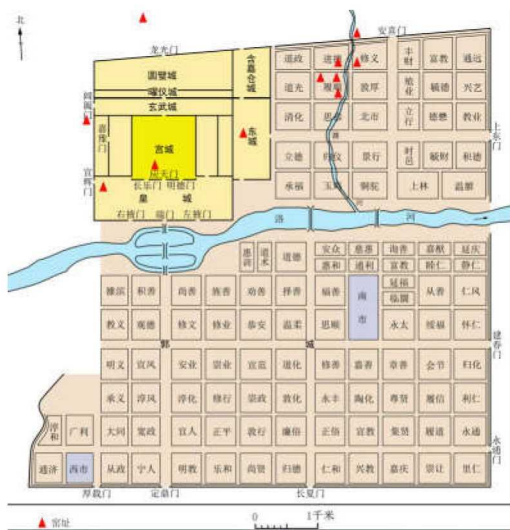 北
安喜门
龙光门
圆璧城
曜仪城
玄武城
含嘉仓城
东城
宫城
应天门
长乐门 明德门
皇城
右掖门 端门 左掖门
宣辉门
嘉豫门
道政
修义
丰财
富教
通远
道光
履顺
敦厚
殖业
毓德
兴艺
清化
思恭
北市
立行
德懋
教业
上东门
立德
归仁
景行
时邕
毓财
积德
承福
玉鸡
铜驼
上林
温雒
洛 河
惠训
道术
道德
安众
慈惠
询善
嘉猷
延庆
惠和
通利
富教
睦仁
静仁
雒滨
积善
尚善
旌善
劝善
择善
福善
南市
延福
临阛
从善
仁风
教义
观德
修文
修业
恭安
温柔
思顺
永太
绥福
怀仁
建春门
郭 城
明义
宣风
安业
崇业
宣范
道化
修善
嘉善
章善
会节
归化
承义
淳风
淳化
修行
崇政
敦化
永丰
陶化
尊贤
履信
利仁
淳和
广利
大同
宽政
宜人
正平
敦行
廉俗
正俗
宣教
集贤
履道
永通
永通门
通济
西市
从政
宁人
明教
乐和
尚贤
归德
仁和
兴教
嘉庆
崇让
里仁
厚载门
定鼎门
长夏门
窑址
0 1千米